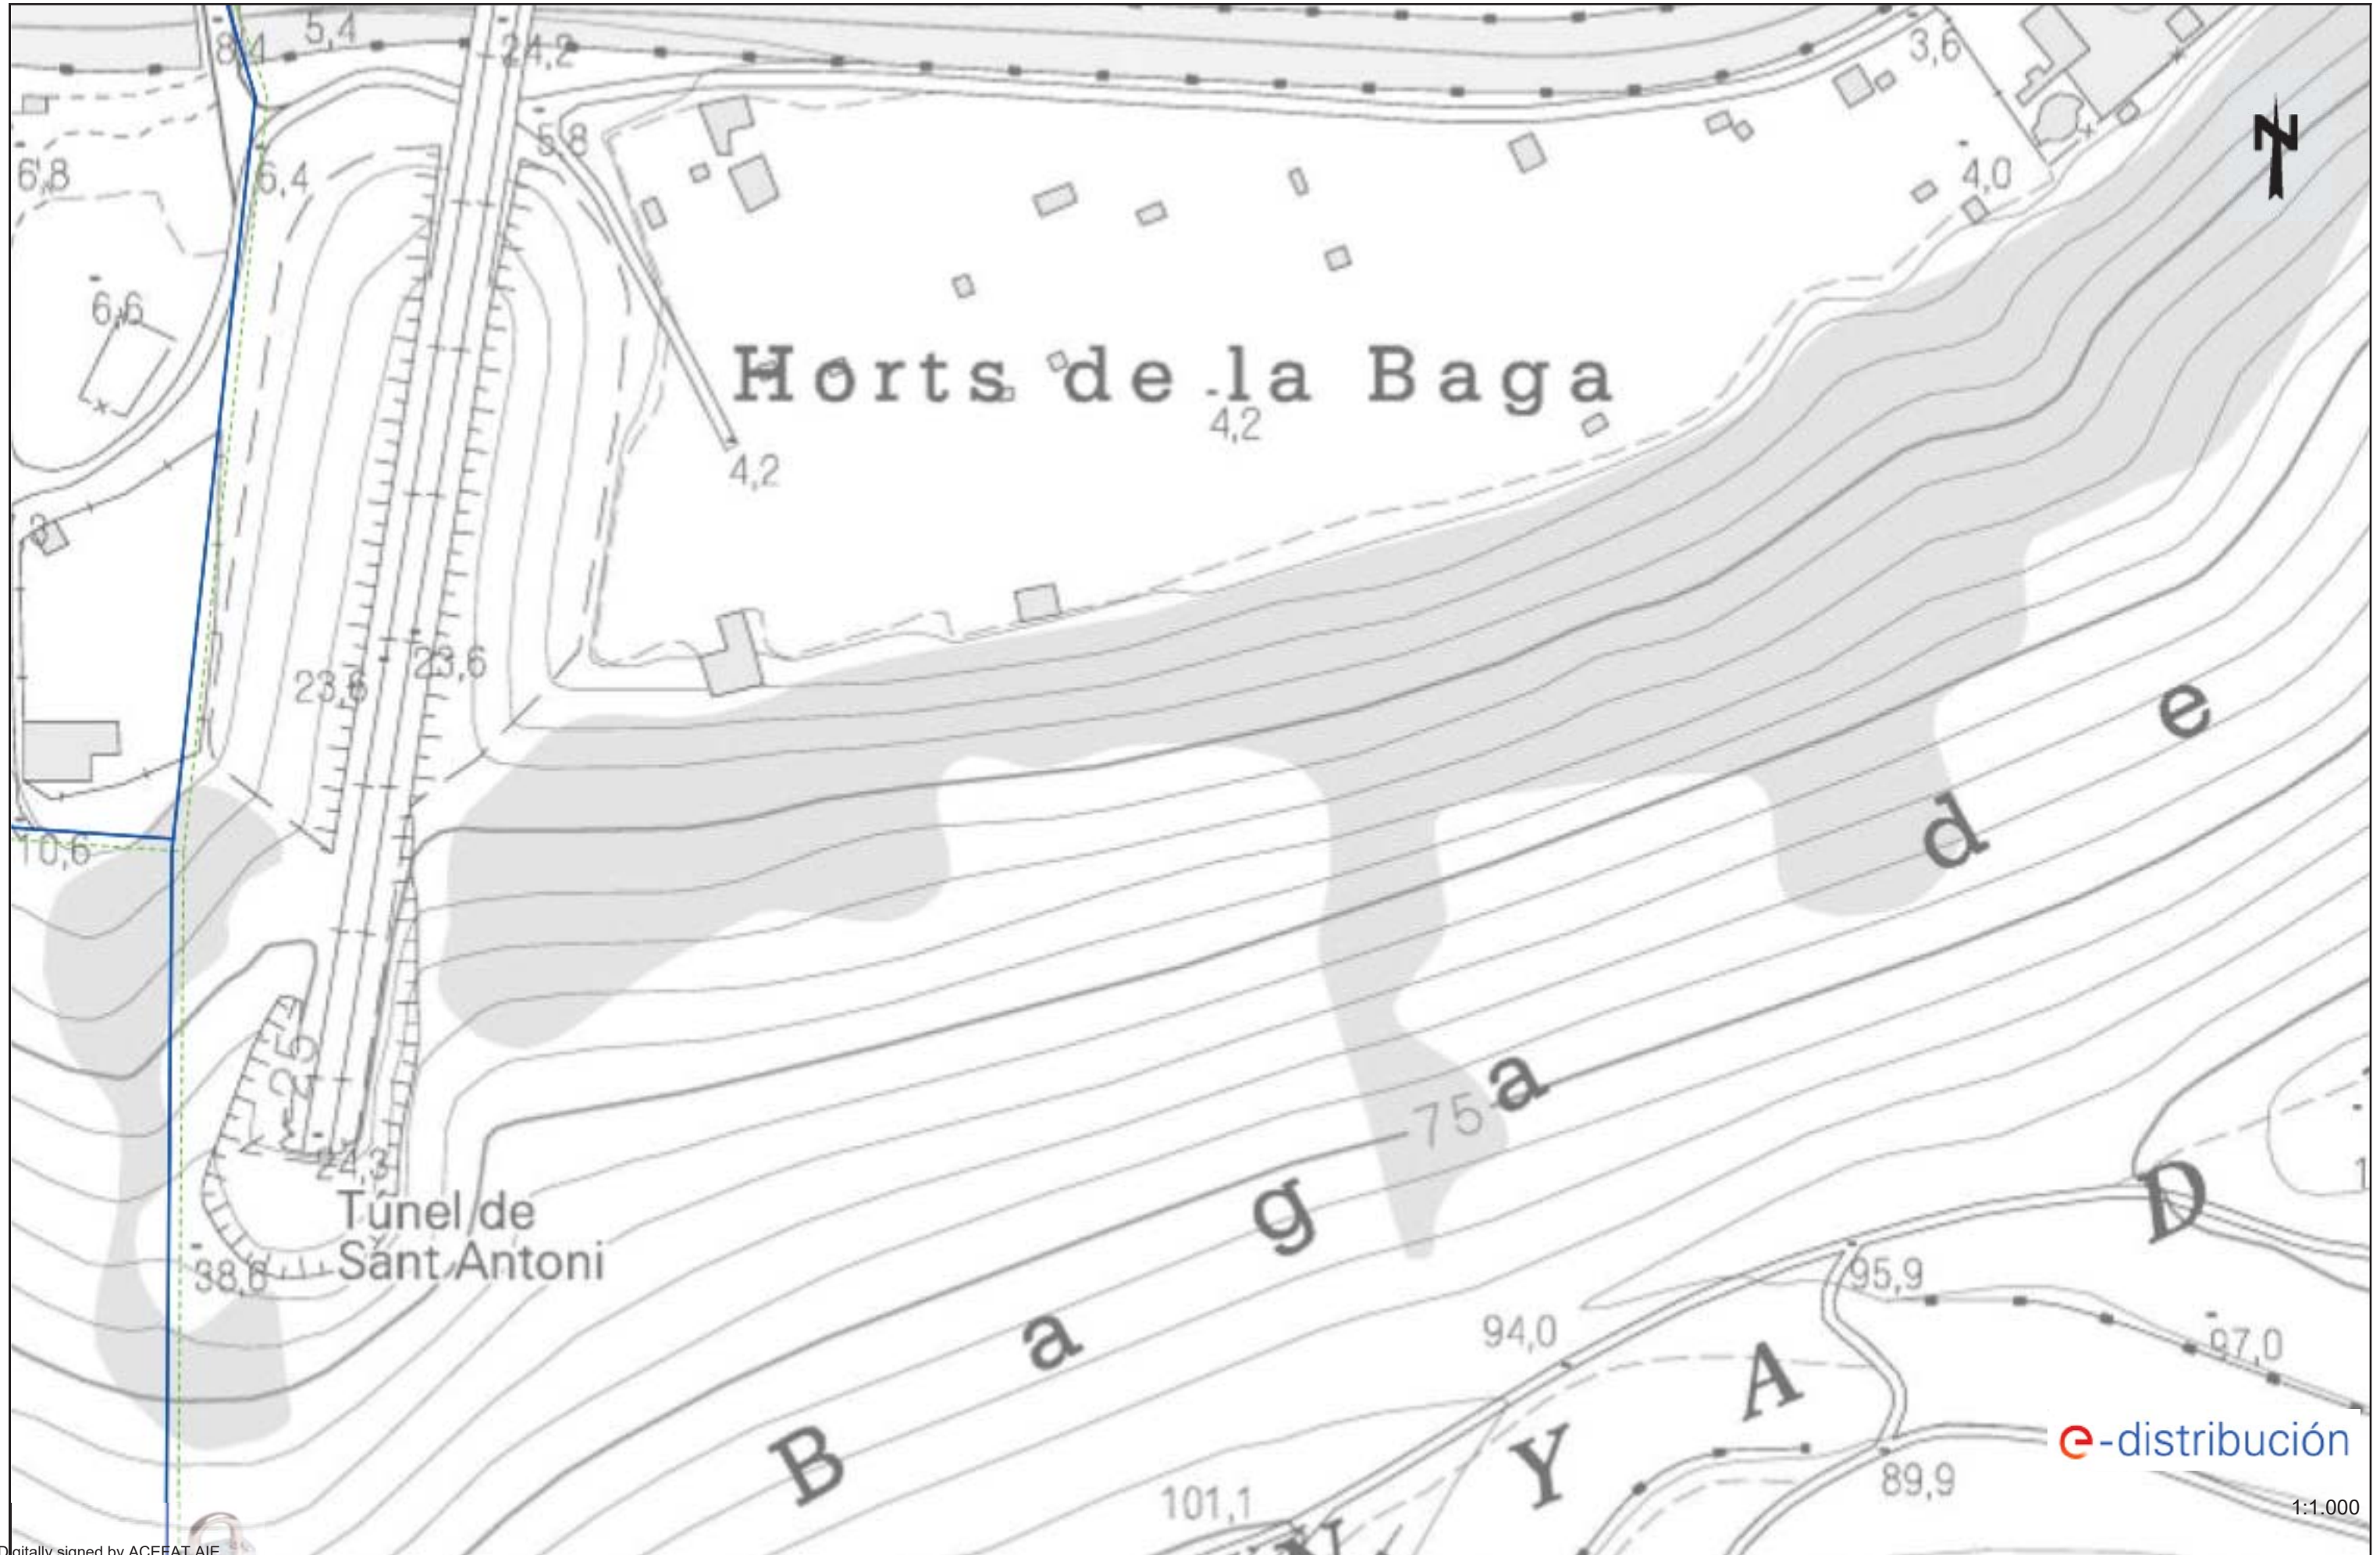 5,4
8,4
24,2
3,6
5,8
6,8
6,4
4,0
N
6,6
Horts de la Baga
4,2
4,2
3
23,6
23,6
e
d
10,6
25
a
75
24,3
Túnel de
Sant Antoni
g
D
38,6
95,9
a
94,0
97,0
A
B
Y
e-distribución
101,1
89,9
1:1.000
Digitally signed by ACEFAT AIE